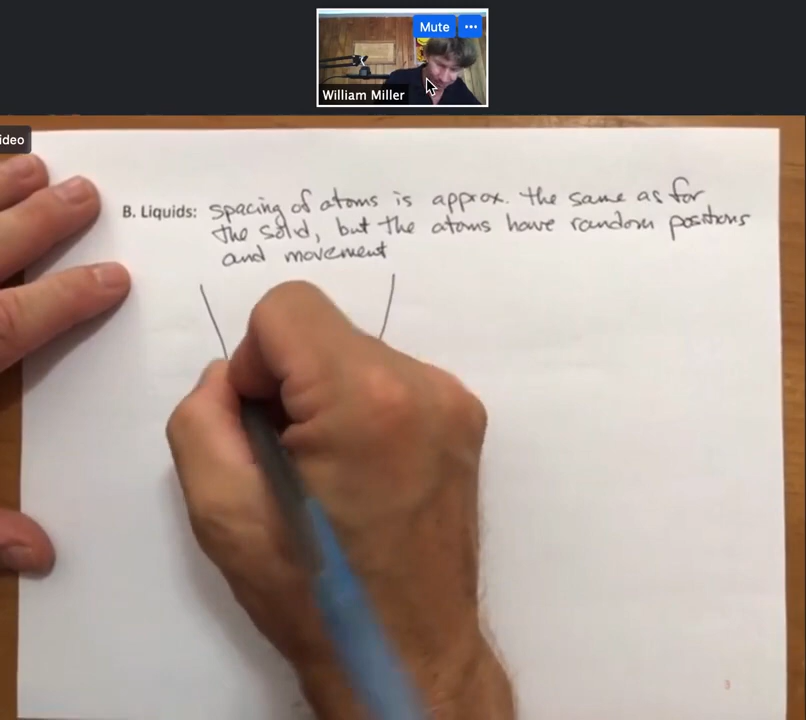 Mute
William Miller
ideo
B. Liquids: spacing of atoms is approx. the same as for
the solid, but the atoms have random positions
and movement
3